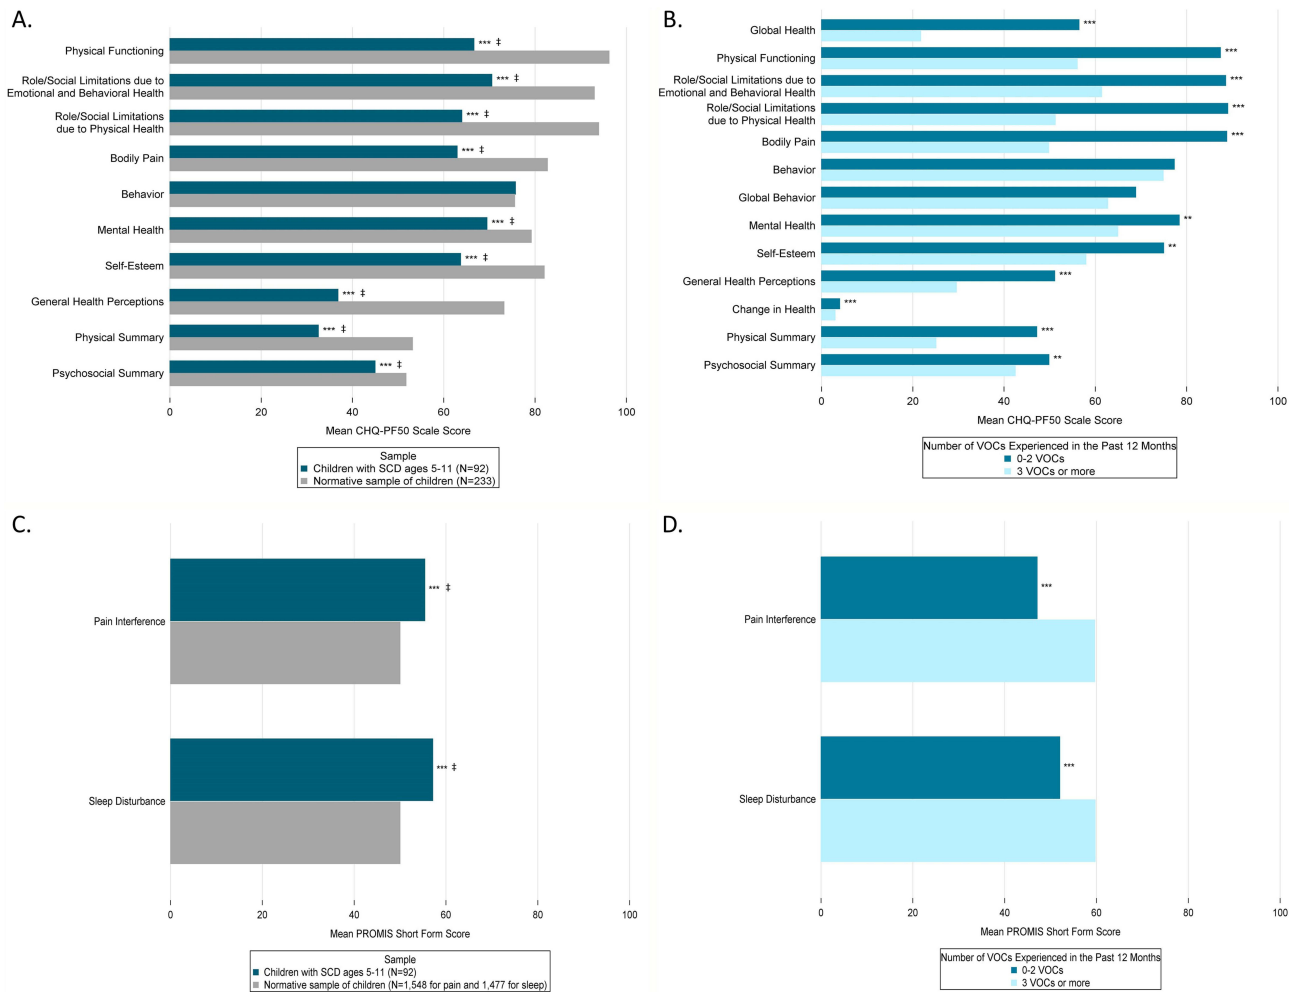 A.
Physical Functioning
*** ‡
Role/Social Limitations due to
Emotional and Behavioral Health
*** ‡
Role/Social Limitations
due to Physical Health
*** ‡
Bodily Pain
*** ‡
Behavior
Mental Health
*** ‡
Self-Esteem
*** ‡
General Health Perceptions
*** ‡
Physical Summary
*** ‡
Psychosocial Summary
*** ‡
0 20 40 60 80 100
Mean CHQ-PF50 Scale Score
Sample
Children with SCD ages 5-11 (N=92)
Normative sample of children (N=233)
B.
Global Health
***
Physical Functioning
***
Role/Social Limitations due to
Emotional and Behavioral Health
***
Role/Social Limitations
due to Physical Health
***
Bodily Pain
***
Behavior
Global Behavior
Mental Health
**
Self-Esteem
**
General Health Perceptions
***
Change in Health
***
Physical Summary
***
Psychosocial Summary
**
0 20 40 60 80 100
Mean CHQ-PF50 Scale Score
Number of VOCs Experienced in the Past 12 Months
0-2 VOCs
3 VOCs or more
C.
Pain Interference
*** ‡
Sleep Disturbance
*** ‡
0 20 40 60 80 100
Mean PROMIS Short Form Score
Sample
Children with SCD ages 5-11 (N=92)
Normative sample of children (N=1,548 for pain and 1,477 for sleep)
D.
Pain Interference
***
Sleep Disturbance
***
0 20 40 60 80 100
Mean PROMIS Short Form Score
Number of VOCs Experienced in the Past 12 Months
0-2 VOCs
3 VOCs or more